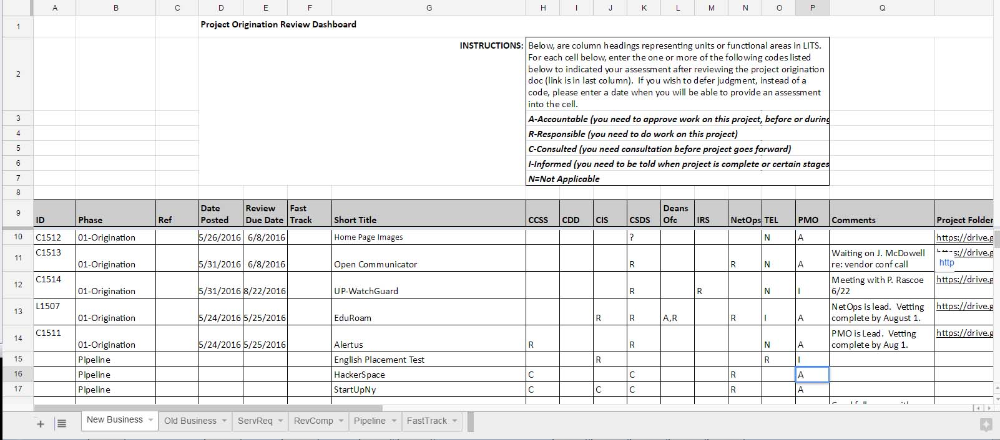 A B C D E F G H I J K L M N O P Q
1 Project Origination Review Dashboard
2 INSTRUCTIONS: Below, are column headings representing units or functional areas in LITS.
For each cell below, enter the one or more of the following codes listed
below to indicated your assessment after reviewing the project origination
doc (link is in last column). If you wish to defer judgment, instead of a
code, please enter a date when you will be able to provide an assessment
into the cell.
3 A-Accountable (you need to approve work on this project, before or during
4 R-Responsible (you need to do work on this project)
5 C-Consulted (you need consultation before project goes forward)
6 I-Informed (you need to be told when project is complete or certain stages
7 N=Not Applicable
8
9 ID Phase Ref Date Posted Review Due Date Fast Track Short Title CCSS CDD CIS CSDS Deans Ofc IRS NetOps TEL PMO Comments Project Folder
10 C1512 01-Origination 5/26/2016 6/8/2016 Home Page Images ? N A https://drive.g
11 C1513 01-Origination 5/31/2016 6/8/2016 Open Communicator R R N A Waiting on J. McDowell re: vendor conf call s://drive.g
http
12 C1514 01-Origination 5/31/2016 8/22/2016 UP-WatchGuard R R N I Meeting with P. Rascoe 6/22 https://drive.g
13 L1507 01-Origination 5/24/2016 5/25/2016 EduRoam R R A,R R I A NetOps is lead. Vetting complete by August 1. https://drive.g
14 C1511 01-Origination 5/24/2016 5/25/2016 Alertus R R N A PMO is Lead. Vetting complete by Aug 1. https://drive.g
15 Pipeline English Placement Test R R I
16 Pipeline HackerSpace C C R A
17 Pipeline StartUpNy C C C R A
+ New Business Old Business ServReq RevComp Pipeline FastTrack